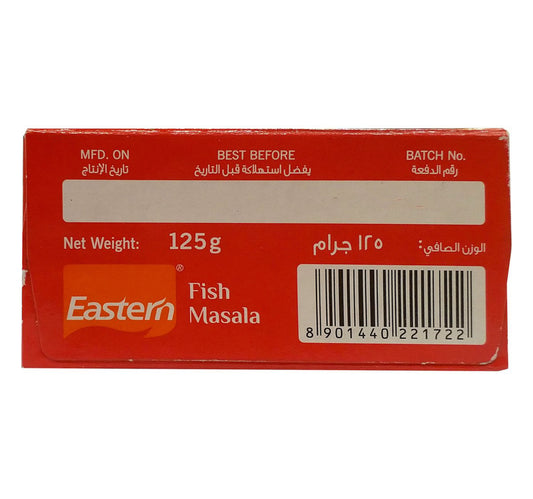 MFD. ON BEST BEFORE BATCH No.
تاريخ الإنتاج يفضل استهلاكة قبل التاريخ رقم الدفعة
Net Weight: 125g ١٢٥ جرام الوزن الصافي:
Eastern ®
Fish
Masala
8 901440 221722